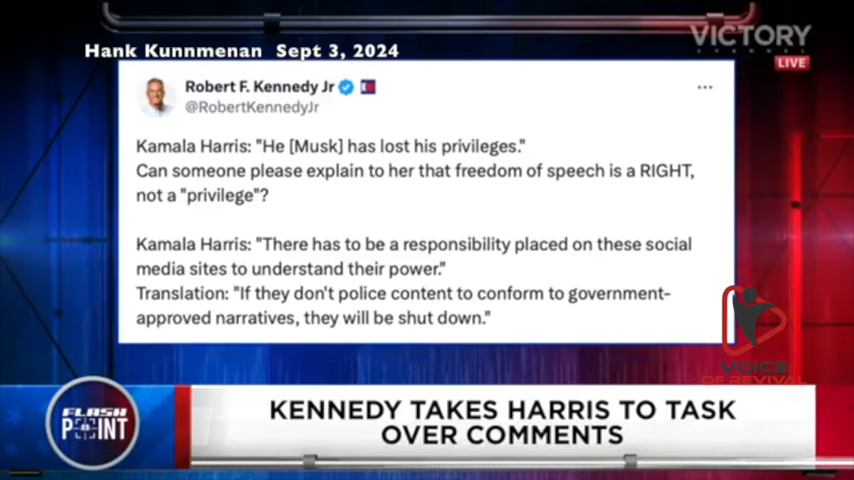 VICTORY
CHANNEL
LIVE
Hank Kunnmenan Sept 3, 2024
Robert F. Kennedy Jr
@RobertKennedyJr
Kamala Harris: "He [Musk] has lost his privileges."
Can someone please explain to her that freedom of speech is a RIGHT,
not a "privilege"?
Kamala Harris: "There has to be a responsibility placed on these social
media sites to understand their power."
Translation: "If they don't police content to conform to government-
approved narratives, they will be shut down."
VOICE
OF REVIVAL
FLASH
POINT
KENNEDY TAKES HARRIS TO TASK
OVER COMMENTS